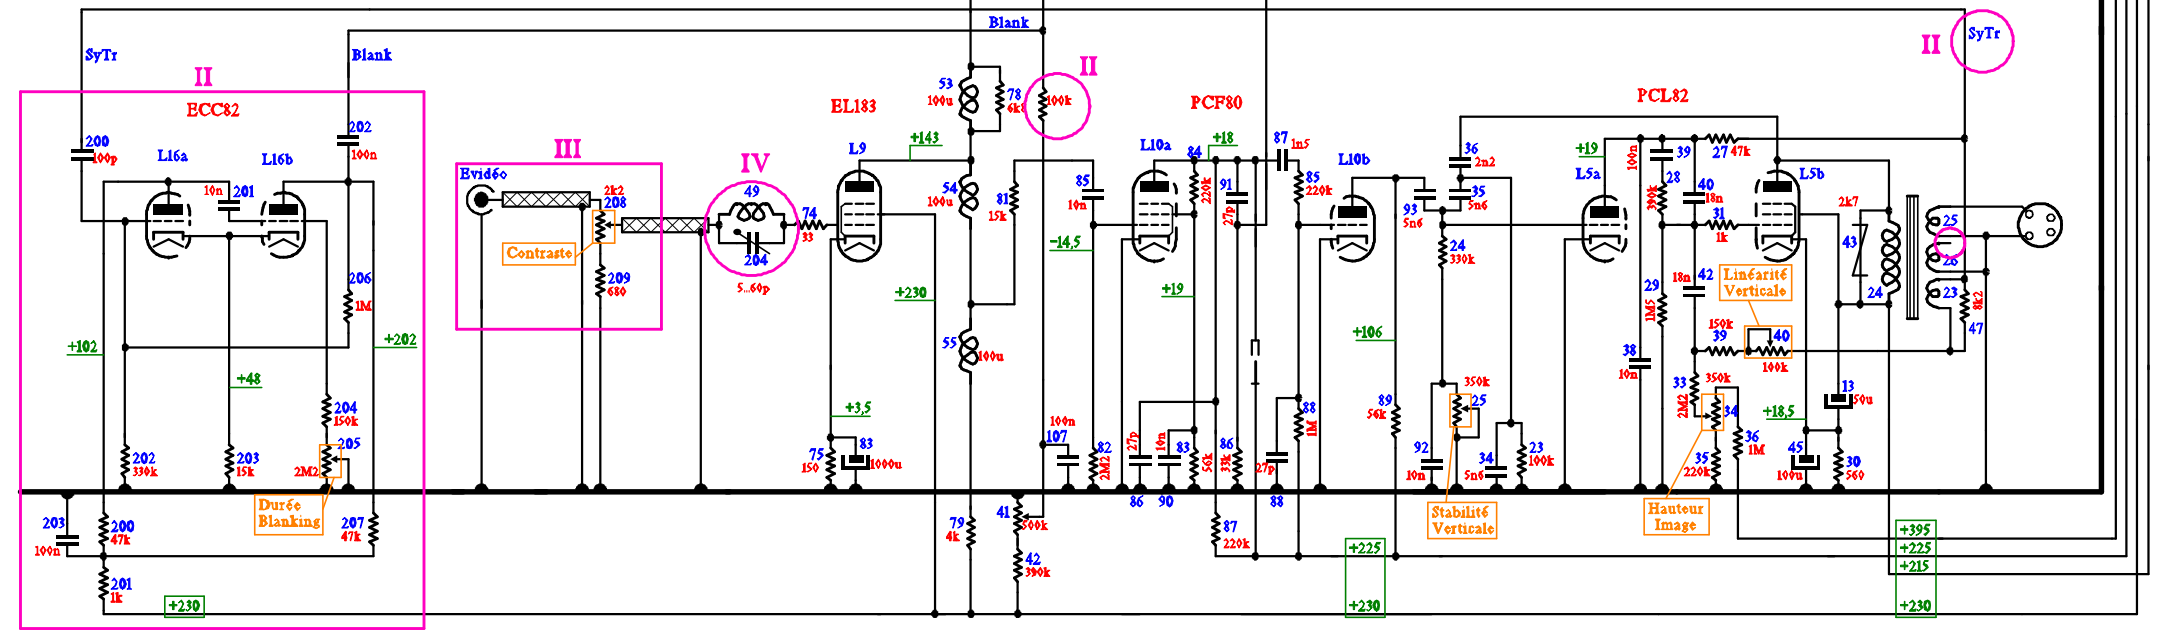 SyTr
Blank
II
ECC82
200
100p
L16a
10n
201
L16b
202
100n
206
1M
+102
+202
+48
204
150k
205
2M2
202
330k
203
15k
Durée
Blanking
203
100n
200
47k
207
47k
201
1k
+230
III
Evidéo
2k2
208
Contraste
209
680
IV
49
204
5...60p
74
33
EL183
L9
+143
+230
+3,5
75
150
83
1000u
Blank
53
100u
78
6k8
II
100k
54
100u
81
15k
55
100u
79
4k
41
500k
42
390k
100n
107
85
10n
-14,5
82
2M2
PCF80
L10a
84
220k
+18
+19
91
27p
87
1n5
85
220k
27p
86
10n
90
83
56k
86
33k
27p
88
88
1M
87
220k
L10b
+106
89
56k
+225
+230
93
5n6
36
2n2
35
5n6
24
330k
350k
25
92
10n
34
5n6
23
100k
Stabilité
Verticale
PCL82
+19
L5a
100n
39
27
47k
28
390k
40
18n
31
1k
L5b
29
1M5
18n
42
Linéarité
Verticale
150k
39
40
100k
38
10n
33
2M2
350k
34
35
220k
36
1M
Hauteur
Image
+18,5
45
100u
13
50u
30
560
2k7
43
24
25
26
23
8k2
47
II
SyTr
+395
+225
+215
+230